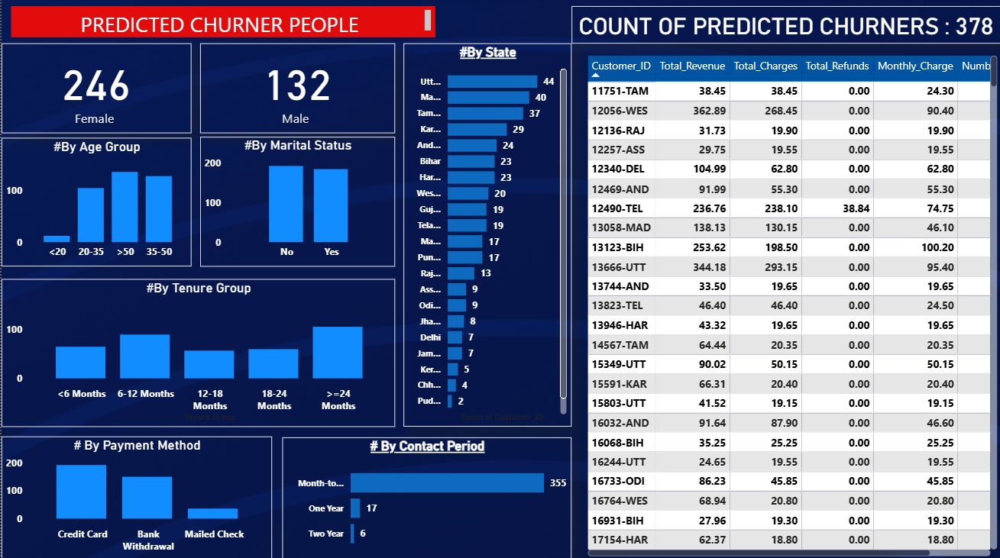 PREDICTED CHURNER PEOPLE
COUNT OF PREDICTED CHURNERS : 378
246
Female
132
Male
#By Age Group
100
0
<20 20-35 >50 35-50
#By Marital Status
200
100
0
No Yes
#By Tenure Group
100
0
<6 Months 6-12 Months 12-18 Months 18-24 Months >=24 Months
Tenure Group
# By Payment Method
200
100
0
Credit Card Bank Withdrawal Mailed Check
#By State
Utt... 44
Ma... 40
Tam... 37
Kar... 29
And... 24
Bihar 23
Har... 23
Wes... 20
Guj... 19
Tela... 19
Ma... 17
Pun... 17
Raj... 13
Ass... 9
Odi... 9
Jha... 8
Delhi 7
Jam... 7
Ker... 5
Chh... 4
Pud... 2
Count of Customer_ID
# By Contact Period
Month-to... 355
One Year 17
Two Year 6
Customer_ID Total_Revenue Total_Charges Total_Refunds Monthly_Charge Numb
11751-TAM 38.45 38.45 0.00 24.30
12056-WES 362.89 268.45 0.00 90.40
12136-RAJ 31.73 19.90 0.00 19.90
12257-ASS 29.75 19.55 0.00 19.55
12340-DEL 104.99 62.80 0.00 62.80
12469-AND 91.99 55.30 0.00 55.30
12490-TEL 236.76 238.10 38.84 74.75
13058-MAD 138.13 130.15 0.00 46.10
13123-BIH 253.62 198.50 0.00 100.20
13666-UTT 344.18 293.15 0.00 95.40
13744-AND 33.50 19.65 0.00 19.65
13823-TEL 46.40 46.40 0.00 24.50
13946-HAR 43.32 19.65 0.00 19.65
14567-TAM 64.44 20.35 0.00 20.35
15349-UTT 90.02 50.15 0.00 50.15
15591-KAR 66.31 20.40 0.00 20.40
15803-UTT 41.52 19.15 0.00 19.15
16032-AND 91.64 87.90 0.00 46.60
16068-BIH 35.25 25.25 0.00 25.25
16244-UTT 24.65 19.55 0.00 19.55
16733-ODI 86.23 45.85 0.00 45.85
16764-WES 68.94 20.80 0.00 20.80
16931-BIH 27.96 19.30 0.00 19.30
17154-HAR 62.37 18.80 0.00 18.80